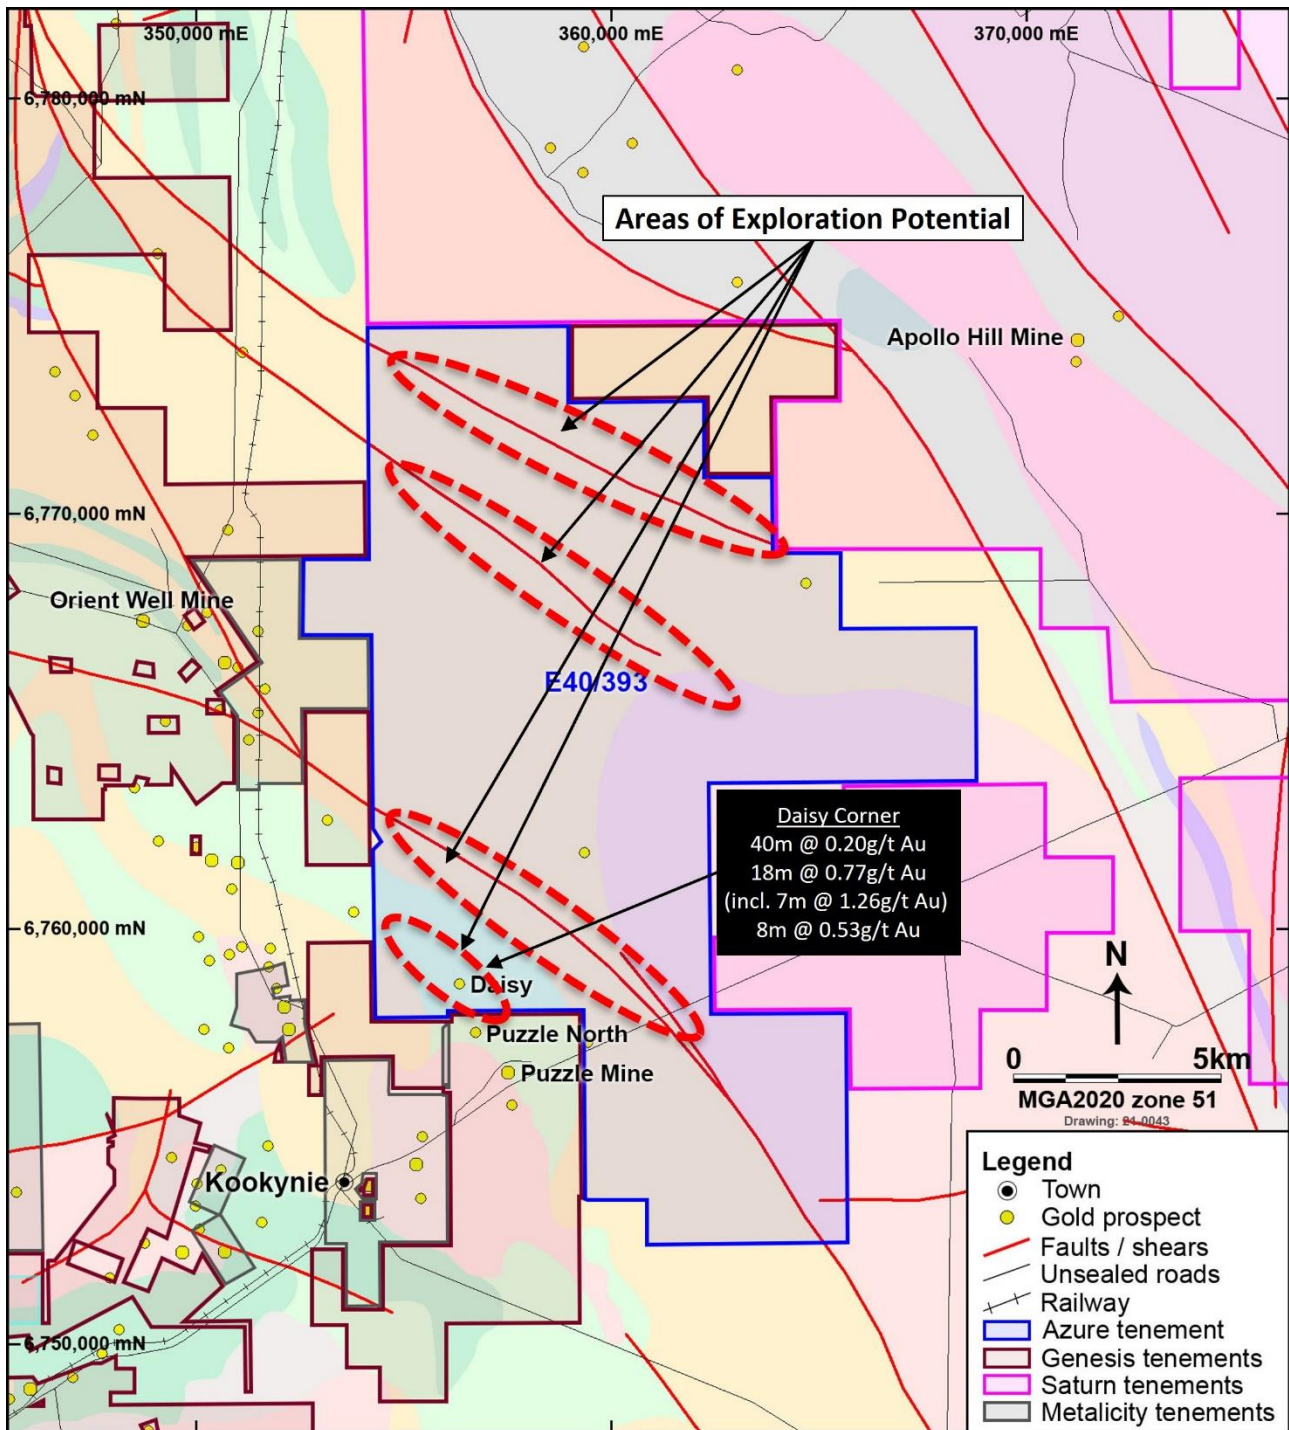 350,000 mE
360,000 mE
370,000 mE
6,780,000 mN
Areas of Exploration Potential
Apollo Hill Mine
6,770,000 mN
Orient Well Mine
E40/393
Daisy Corner
40m @ 0.20g/t Au
18m @ 0.77g/t Au
(incl. 7m @ 1.26g/t Au)
8m @ 0.53g/t Au
6,760,000 mN
N
Daisy
Puzzle North
Puzzle Mine
0 5km
MGA2020 zone 51
Drawing: 21-0043
Kookynie
6,750,000 mN
Legend
Town
Gold prospect
Faults / shears
Unsealed roads
Railway
Azure tenement
Genesis tenements
Saturn tenements
Metalicity tenements